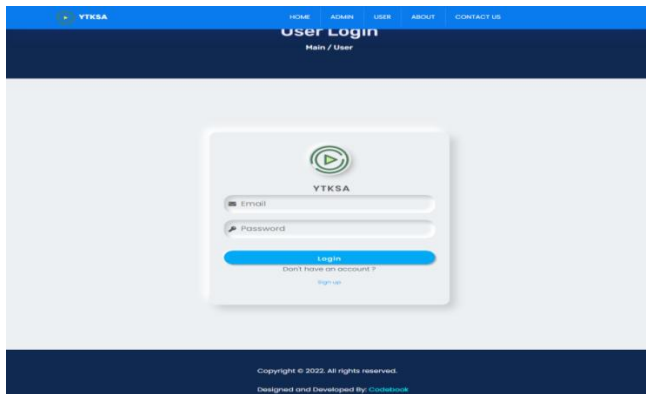 YTKSA HOME ADMIN USER ABOUT CONTACT US
User Login
Main / User
YTKSA
Email
Password
Login
Don't have an account ?
Sign up
Copyright © 2022. All rights reserved.
Designed and Developed By: Codebook